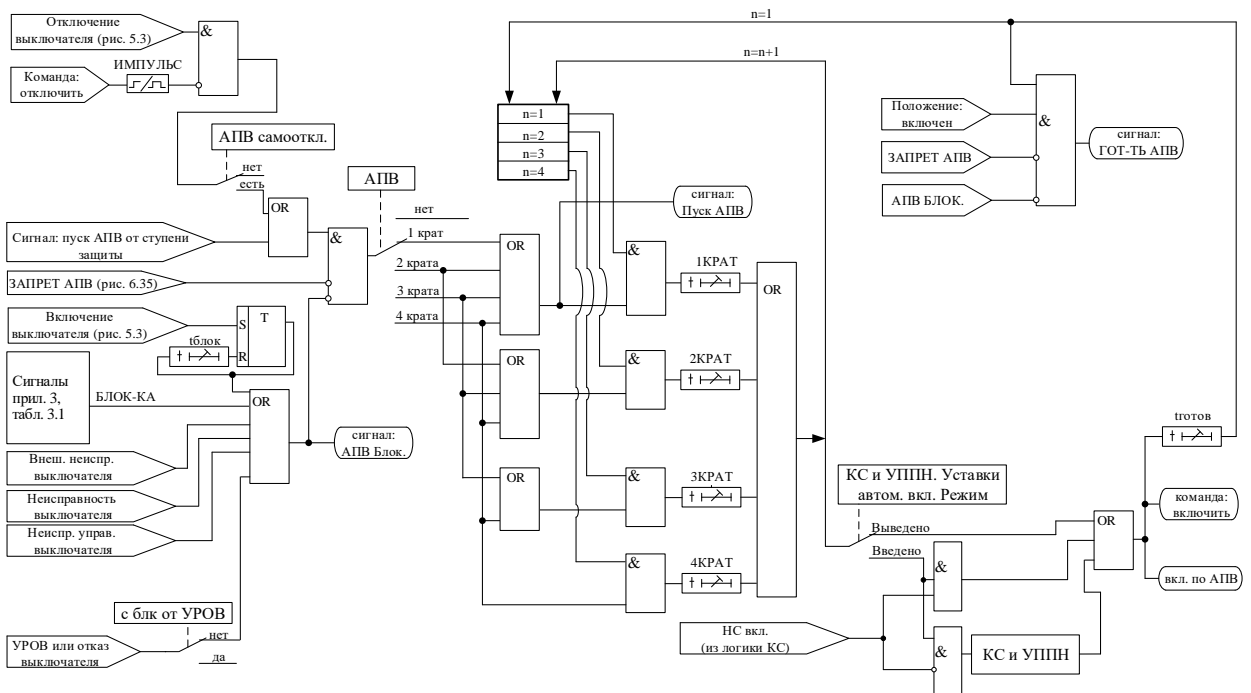 Отключение
выключателя (рис. 5.3)
&
Команда:
отключить
ИМПУЛЬС
АПВ самооткл.
нет
есть
OR
Сигнал: пуск АПВ от ступени
защиты
ЗАПРЕТ АПВ (рис. 6.35)
&
АПВ
нет
1 крат
2 крата
3 крата
4 крата
Включение
выключателя (рис. 5.3)
S
T
R
tблок
Сигналы
прил. 3,
табл. 3.1
БЛОК-КА
OR
Внеш. неиспр.
выключателя
Неисправность
выключателя
Неиспр. управ.
выключателя
сигнал:
АПВ Блок.
с блк от УРОВ
УРОВ или отказ
выключателя
нет
да
n=1
n=n+1
n=1
n=2
n=3
n=4
сигнал:
Пуск АПВ
OR
OR
OR
&
1КРАТ
&
2КРАТ
&
3КРАТ
&
4КРАТ
OR
Положение:
включен
ЗАПРЕТ АПВ
АПВ БЛОК.
&
сигнал:
ГОТ-ТЬ АПВ
КС и УППН. Уставки
автом. вкл. Режим
Выведено
Введено
НС вкл.
(из логики КС)
&
&
КС и УППН
OR
tготов
команда:
включить
вкл. по АПВ